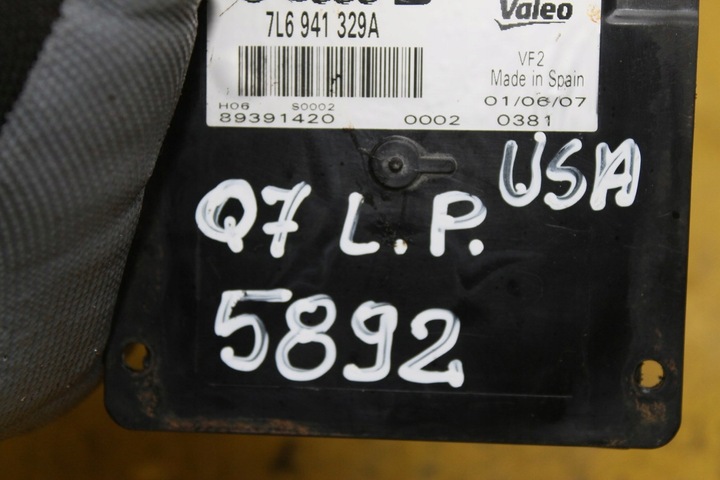 Valeo
7L6 941 329A
VF2
Made in Spain
01/06/07
H06 S0002
89391420 0002 0381
USA
Q7 L.P.
5892